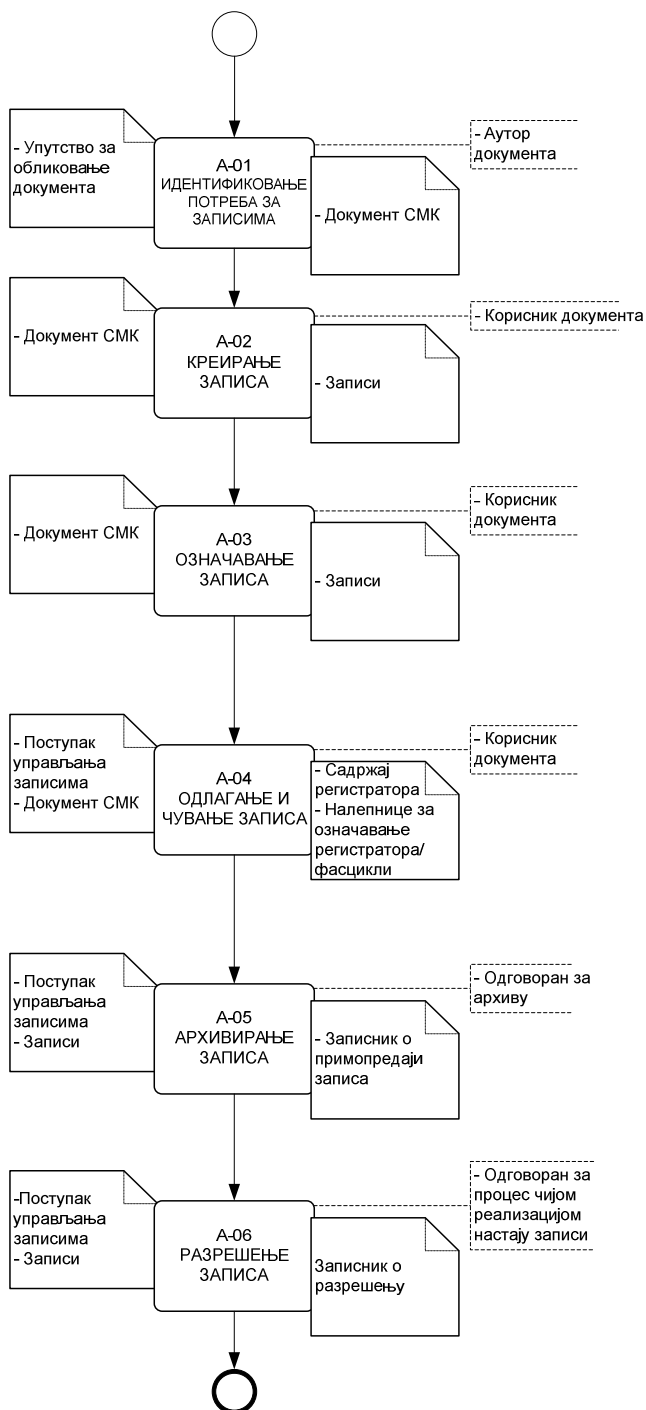 - Упутство за
обликовање
документа
А-01
ИДЕНТИФИКОВАЊЕ
ПОТРЕБА ЗА
ЗАПИСИМА
- Аутор
документа
- Документ СМК
- Документ СМК
А-02
КРЕИРАЊЕ
ЗАПИСА
- Корисник документа
- Записи
- Документ СМК
А-03
ОЗНАЧАВАЊЕ
ЗАПИСА
- Корисник
документа
- Записи
- Поступак
управљања
записима
- Документ СМК
А-04
ОДЛАГАЊЕ И
ЧУВАЊЕ ЗАПИСА
- Корисник
документа
- Садржај
регистратора
- Налепнице за
означавање
регистратора/
фасцикли
- Поступак
управљања
записима
- Записи
А-05
АРХИВИРАЊЕ
ЗАПИСА
- Одговоран за
архиву
- Записник о
примопредаји
записа
-Поступак
управљања
записима
- Записи
А-06
РАЗРЕШЕЊЕ
ЗАПИСА
- Одговоран за
процес чијом
реализацијом
настају записи
Записник о
разрешењу